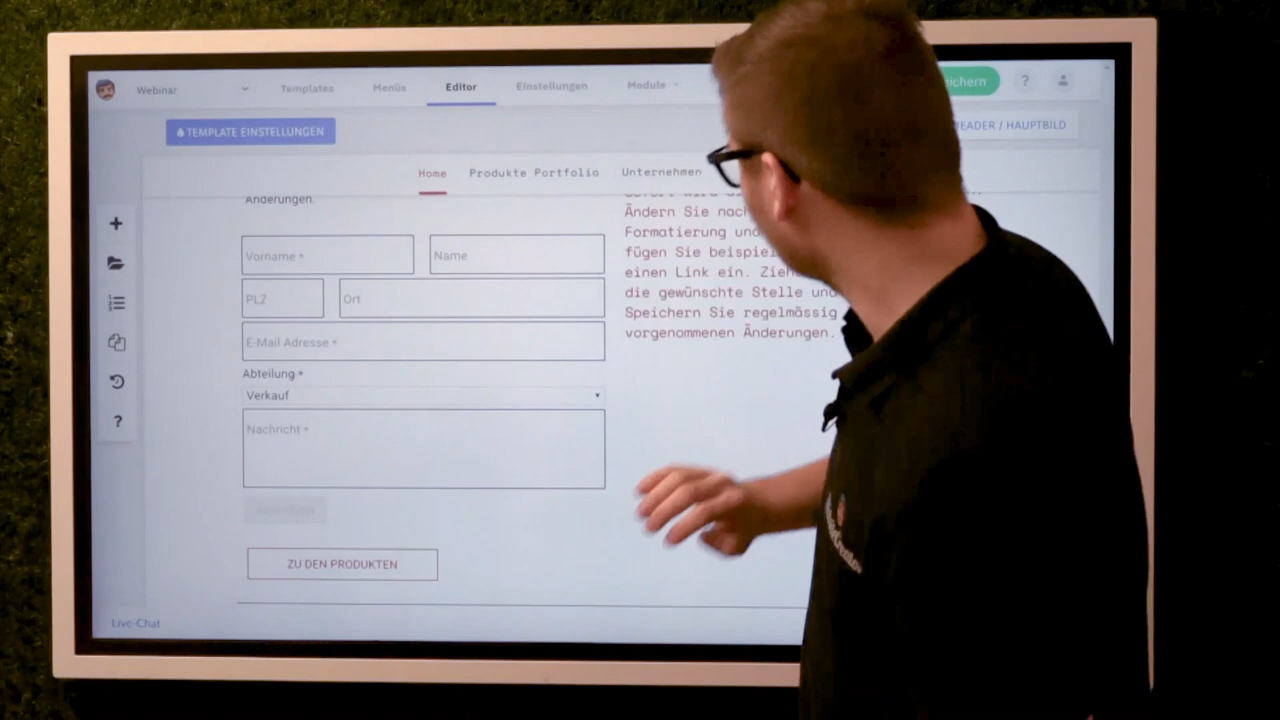 Webinar
Templates
Menüs
Editor
Einstellungen
Module
ichern
?
TEMPLATE EINSTELLUNGEN
EADER / HAUPTBILD
Home
Produkte Portfolio
Unternehmen
Änderungen.
Ändern Sie nach
Formatierung und
fügen Sie beispiel
einen Link ein. Zieh
die gewünschte Stelle und
Speichern Sie regelmässig
vorgenommenen Änderungen.
Vorname *
Name
PLZ
Ort
E-Mail Adresse *
Abteilung *
Verkauf
Nachricht *
?
ZU DEN PRODUKTEN
Live-Chat